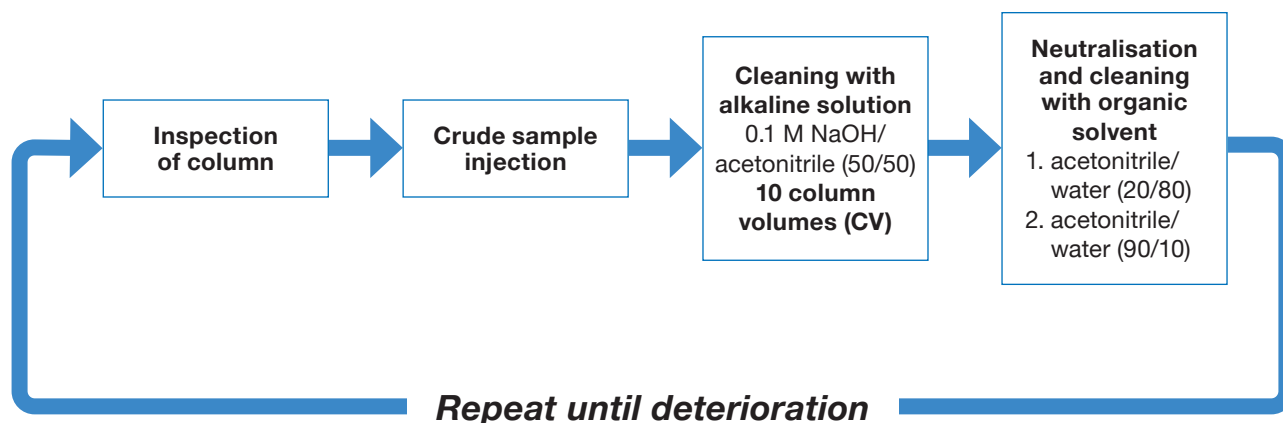 Inspection
of column
Crude sample
injection
Cleaning with
alkaline solution
0.1 M NaOH/
acetonitrile (50/50)
10 column
volumes (CV)
Neutralisation
and cleaning
with organic
solvent
1. acetonitrile/
water (20/80)
2. acetonitrile/
water (90/10)
Repeat until deterioration